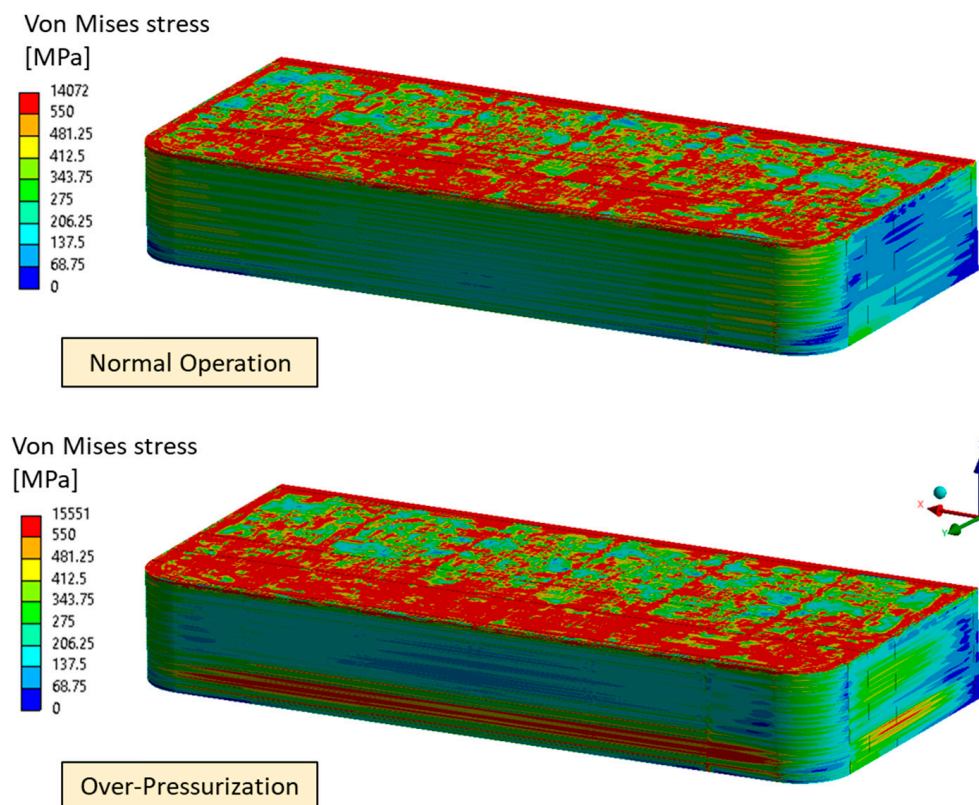 Von Mises stress
[MPa]
14072
550
481.25
412.5
343.75
275
206.25
137.5
68.75
0
Normal Operation
Von Mises stress
[MPa]
15551
550
481.25
412.5
343.75
275
206.25
137.5
68.75
0
X
Y
Over-Pressurization